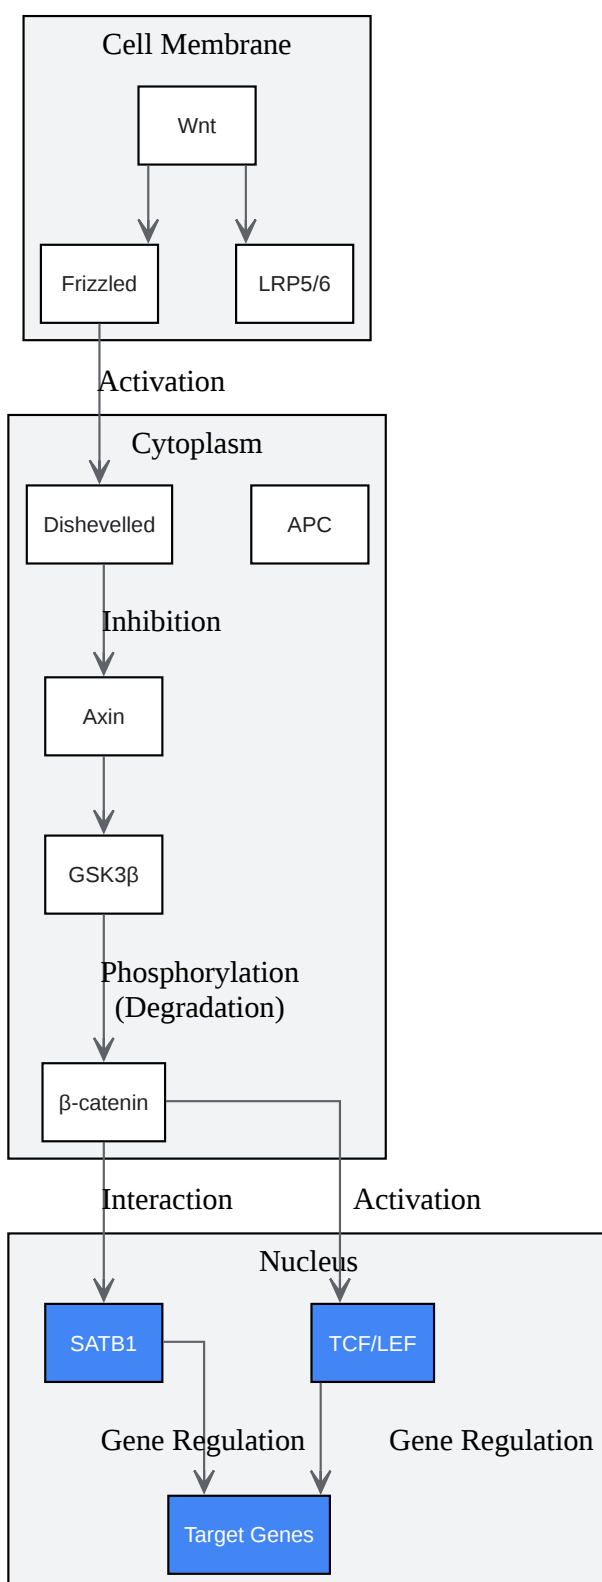 Cell Membrane
Wnt
Frizzled
LRP5/6
Activation
Cytoplasm
Dishevelled
APC
Inhibition
Axin
GSK3β
Phosphorylation
(Degradation)
β-catenin
Interaction
Activation
Nucleus
SATB1
TCF/LEF
Gene Regulation
Gene Regulation
Target Genes